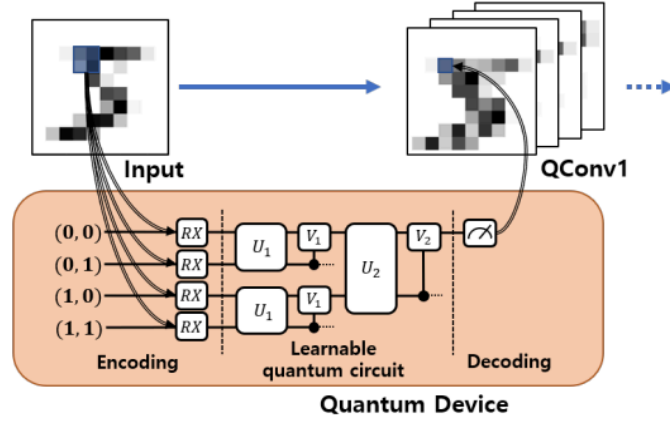 Input
QConv1
(0, 0) RX U₁ V₁ U₂ V₂
(0, 1) RX
(1, 0) RX U₁ V₁
(1, 1) RX
Encoding
Learnable
quantum circuit
Decoding
Quantum Device